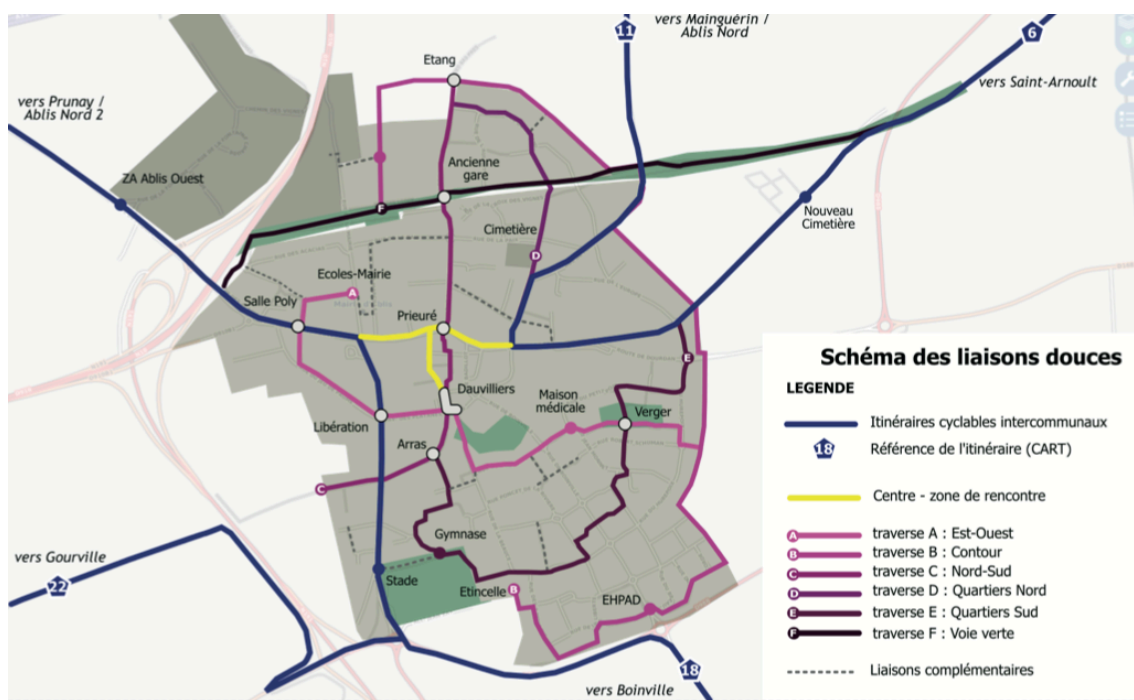 vers Mainguérin /
Ablis Nord
11
6
Etang
vers Saint-Arnoult
vers Prunay /
Ablis Nord 2
Ancienne
gare
ZA Ablis Ouest
F
Nouveau
Cimetière
Cimetière
D
Ecoles-Mairie
A
Salle Poly
Prieuré
E
Dauvilliers
Maison
médicale
Verger
Libération
Arras
C
Gymnase
vers Gourville
22
Stade
Etincelle
B
EHPAD
18
vers Boinville
Schéma des liaisons douces
LEGENDE
Itinéraires cyclables intercommunaux
18 Référence de l'itinéraire (CART)
Centre - zone de rencontre
A traverse A : Est-Ouest
B traverse B : Contour
C traverse C : Nord-Sud
D traverse D : Quartiers Nord
E traverse E : Quartiers Sud
F traverse F : Voie verte
Liaisons complémentaires